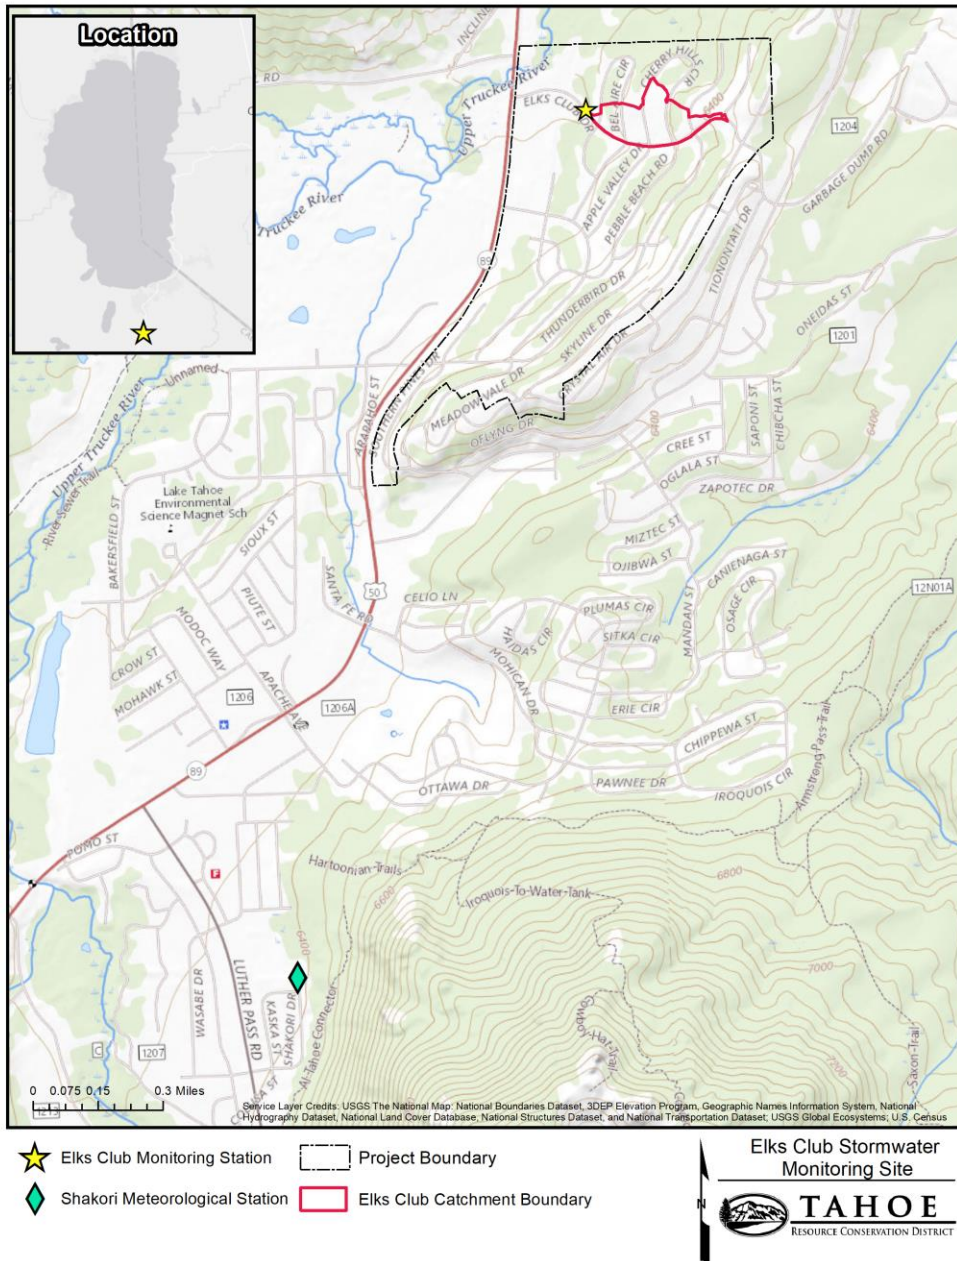 Location
INCLINE
RD
Upper Truckee River
ELKS CLUB DR
BEL AIRE CIR
CHERRY HILLS CIR
6400
1204
GARBAGE DUMP RD
Truckee River
APPLE VALLEY DR
PEBBLE BEACH RD
TIONONTATI DR
89
THUNDERBIRD DR
SKYLINE DR
CRYSTAL AIR DR
ONEIDAS ST
1201
Unnamed
ARAPAHOE ST
SOUTHERN PINES DR
MEADOW VALE DR
OFLYNG DR
6400
CREE ST
SAPONI ST
CHIBCHA ST
6400
Upper Truckee River
River-Sewer-Trail
OGLALA ST
ZAPOTEC DR
Lake Tahoe
Environmental
Science Magnet Sch
BAKERSFIELD ST
SIOUX ST
MIZTEC ST
OJIBWA ST
CANIENAGA ST
12N01A
SANTA FE RD
50
CELIO LN
PIUTE ST
PLUMAS CIR
MANDAN ST
OSAGE CIR
MODOC WAY
HAIDAS CIR
SITKA CIR
MOHICAN DR
CROW ST
MOHAWK ST
1206
APACHE AVE
1206A
ERIE CIR
CHIPPEWA ST
Armstrong-Pass-Trail
89
OTTAWA DR
PAWNEE DR
IROQUOIS CIR
POMO ST
Hartoonian-Trails
F
6600
Iroquois-To-Water-Tank
6800
6400
7000
WASABE DR
LUTHER PASS RD
KASKA ST
SHAKORI DR
Al-Tahoe Connector
Cowboy-Hat-Trail
Saxon-Trail
C
1207
7200
0 0.075 0.15 0.3 Miles
Service Layer Credits: USGS The National Map: National Boundaries Dataset, 3DEP Elevation Program, Geographic Names Information System, National
Hydrography Dataset, National Land Cover Database, National Structures Dataset, and National Transportation Dataset; USGS Global Ecosystems; U.S. Census
Elks Club Monitoring Station
Project Boundary
Shakori Meteorological Station
Elks Club Catchment Boundary
N
Elks Club Stormwater
Monitoring Site
TAHOE
RESOURCE CONSERVATION DISTRICT